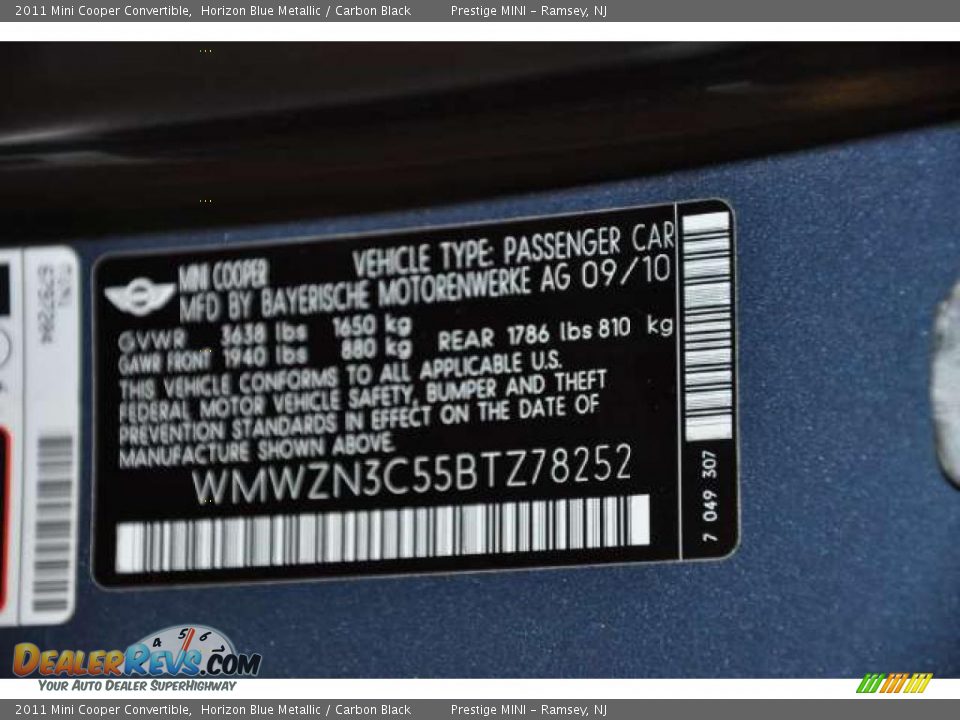 2011 Mini Cooper Convertible, Horizon Blue Metallic / Carbon Black Prestige MINI - Ramsey, NJ
MINI COOPER VEHICLE TYPE: PASSENGER CAR
MFD BY BAYERISCHE MOTORENWERKE AG 09/10
GVWR 3638 lbs 1650 kg
GAWR FRONT 1940 lbs 880 kg REAR 1786 lbs 810 kg
THIS VEHICLE CONFORMS TO ALL APPLICABLE U.S.
FEDERAL MOTOR VEHICLE SAFETY, BUMPER AND THEFT
PREVENTION STANDARDS IN EFFECT ON THE DATE OF
MANUFACTURE SHOWN ABOVE.
WMWZN3C55BTZ78252
7 049 307
4 5 6
DEALERREVS.COM
YOUR AUTO DEALER SUPERHIGHWAY
2011 Mini Cooper Convertible, Horizon Blue Metallic / Carbon Black Prestige MINI - Ramsey, NJ